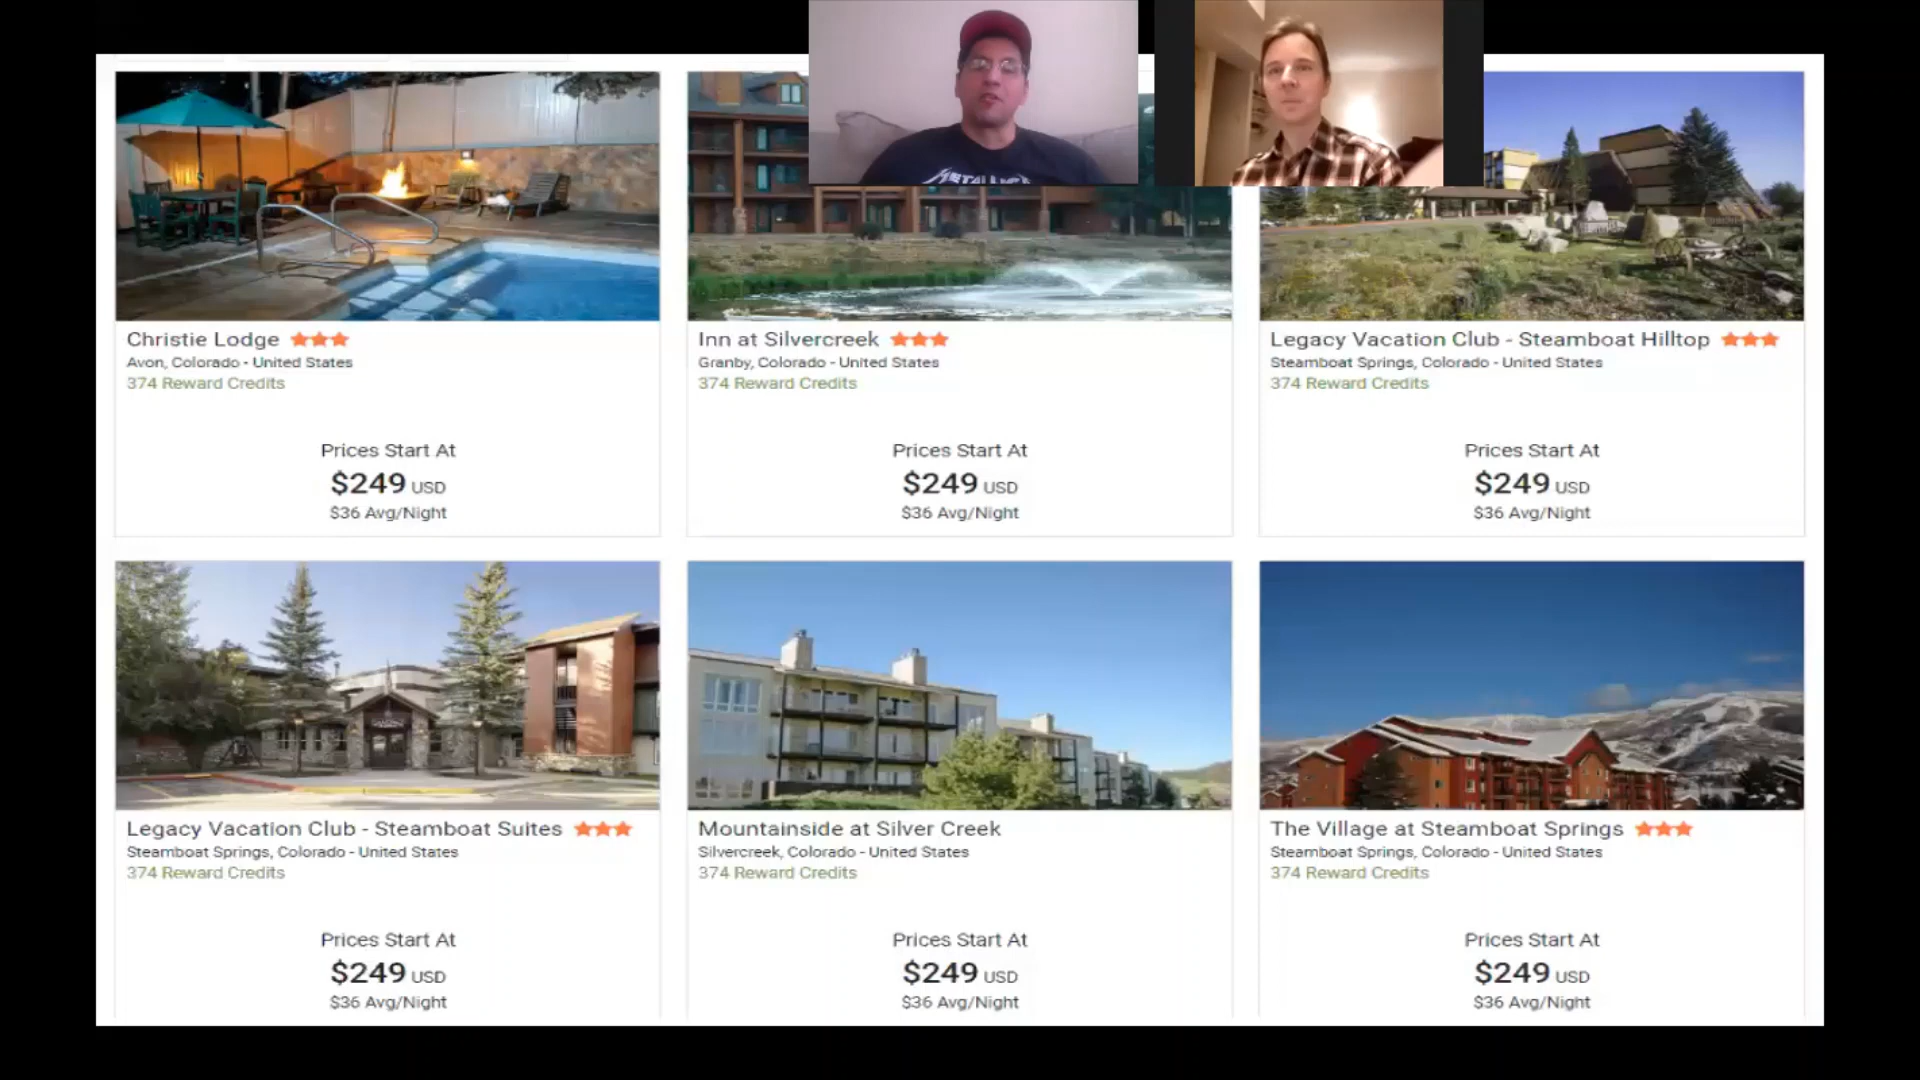 METALLICA
Christie Lodge
Avon, Colorado - United States
374 Reward Credits
Prices Start At
$249 USD
$36 Avg/Night
Inn at Silvercreek
Granby, Colorado - United States
374 Reward Credits
Prices Start At
$249 USD
$36 Avg/Night
Legacy Vacation Club - Steamboat Hilltop
Steamboat Springs, Colorado - United States
374 Reward Credits
Prices Start At
$249 USD
$36 Avg/Night
Legacy Vacation Club - Steamboat Suites
Steamboat Springs, Colorado - United States
374 Reward Credits
Prices Start At
$249 USD
$36 Avg/Night
Mountainside at Silver Creek
Silvercreek, Colorado - United States
374 Reward Credits
Prices Start At
$249 USD
$36 Avg/Night
The Village at Steamboat Springs
Steamboat Springs, Colorado - United States
374 Reward Credits
Prices Start At
$249 USD
$36 Avg/Night